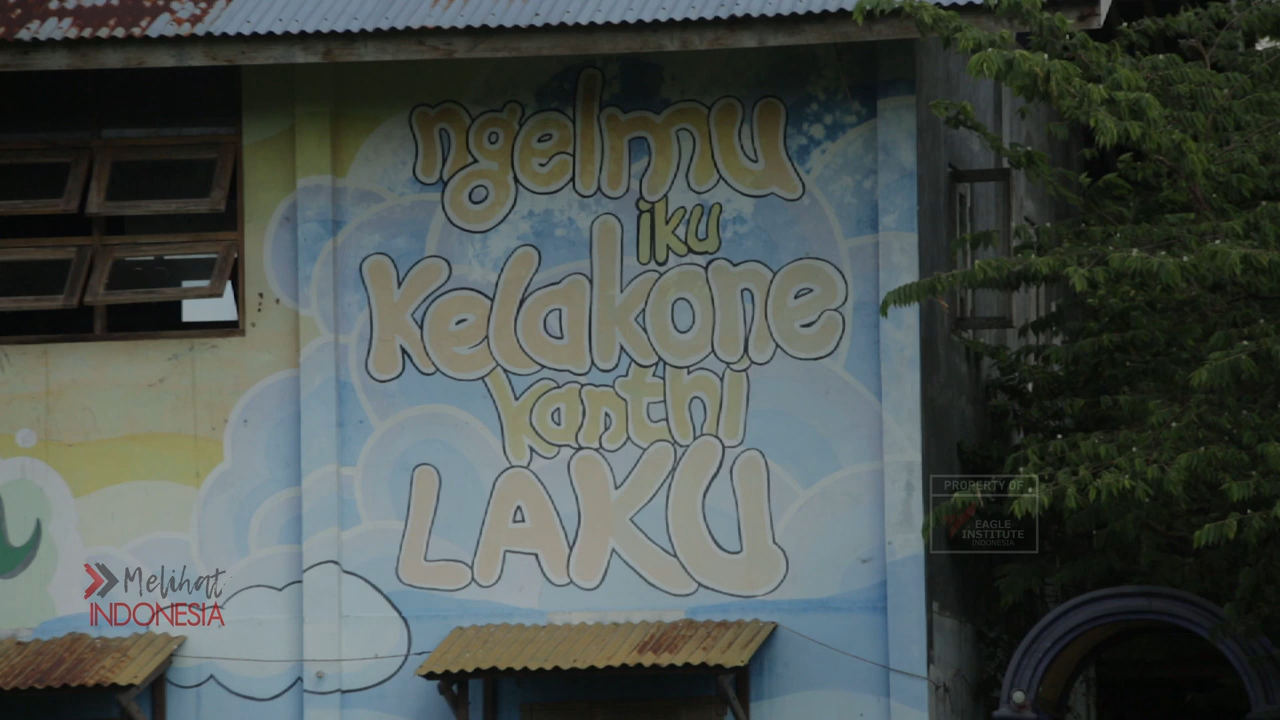 ngelmu
iku
Kelakone
kanthi
LAKU
PROPERTY OF
EAGLE
INSTITUTE
INDONESIA
Melihat
INDONESIA